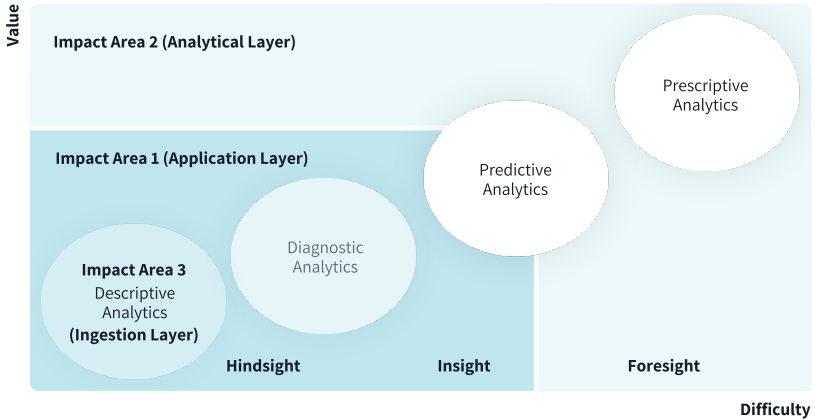 Value
Impact Area 2 (Analytical Layer)
Prescriptive
Analytics
Impact Area 1 (Application Layer)
Predictive
Analytics
Diagnostic
Analytics
Impact Area 3
Descriptive
Analytics
(Ingestion Layer)
Hindsight
Insight
Foresight
Difficulty